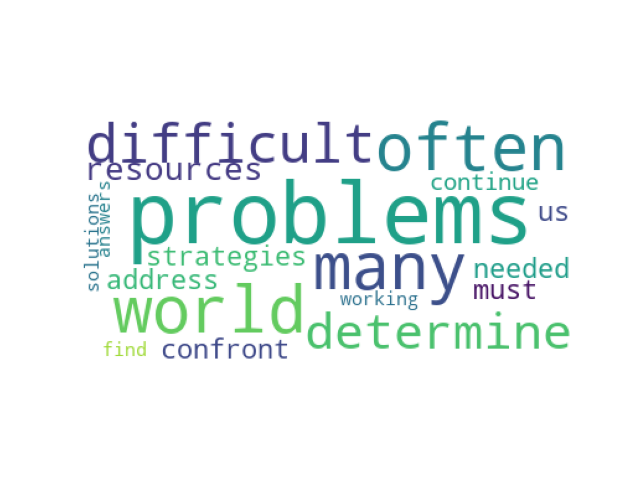 difficult often
resources
continue
problems us
solutions answers
strategies many needed
address
working must
world determine
find confront